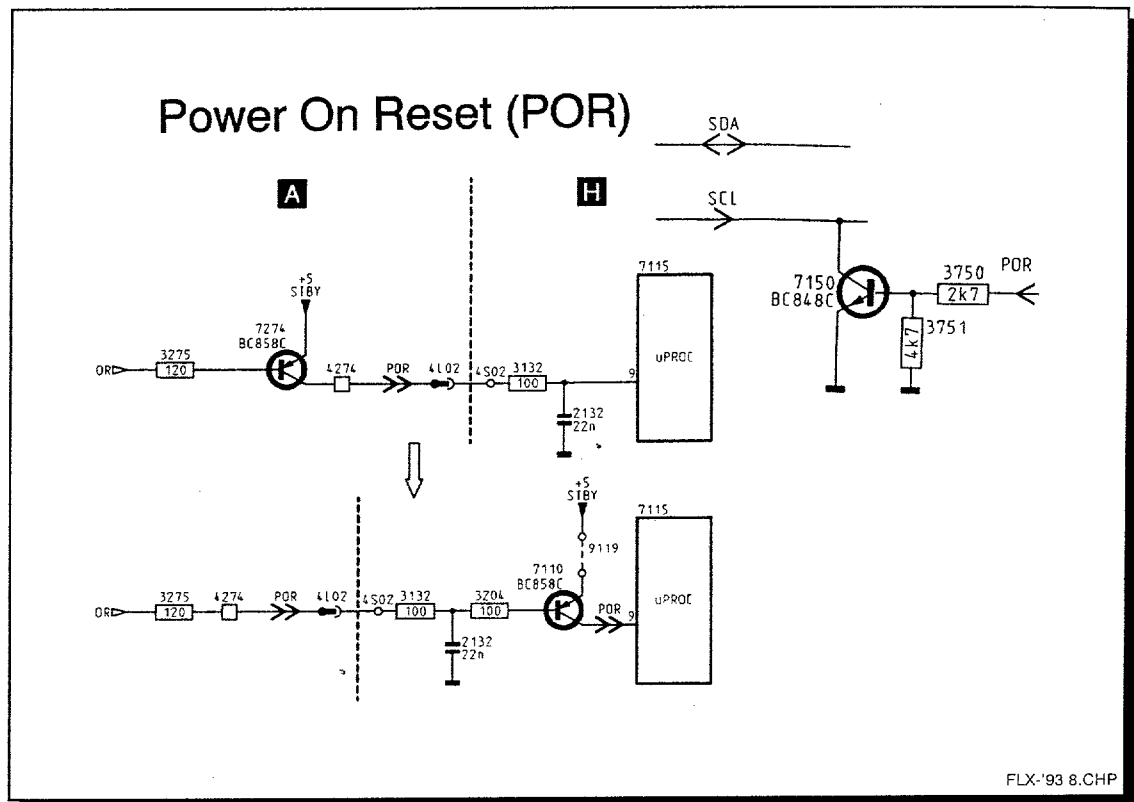 Power On Reset (POR)
SDA
A
H
SCL
7115
+5
STBY
7150
BC848C
3750
2k7
POR
3751
4k7
7274
BC858C
3275
120
OR
4274
POR
4L02
4S02
3132
100
9
uPROC
2132
22n
+5
STBY
9119
7115
7110
BC858C
3275
120
OR
4274
POR
4L02
4S02
3132
100
3204
100
POR
9
uPROC
2132
22n
FLX-'93 8.CHP